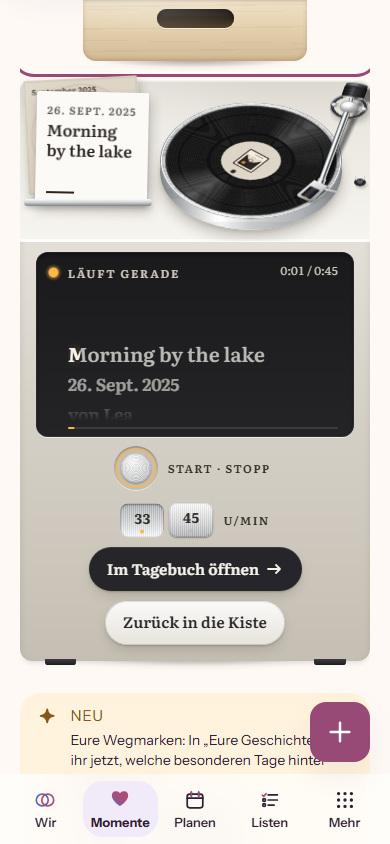 September 2025
26. SEPT. 2025
Morning
by the lake
LÄUFT GERADE
0:01 / 0:45
Morning by the lake
26. Sept. 2025
von Lea
START · STOPP
33
45
U/MIN
Im Tagebuch öffnen →
Zurück in die Kiste
NEU
Eure Wegmarken: In „Eure Geschichte
ihr jetzt, welche besonderen Tage hinter
Wir
Momente
Planen
Listen
Mehr